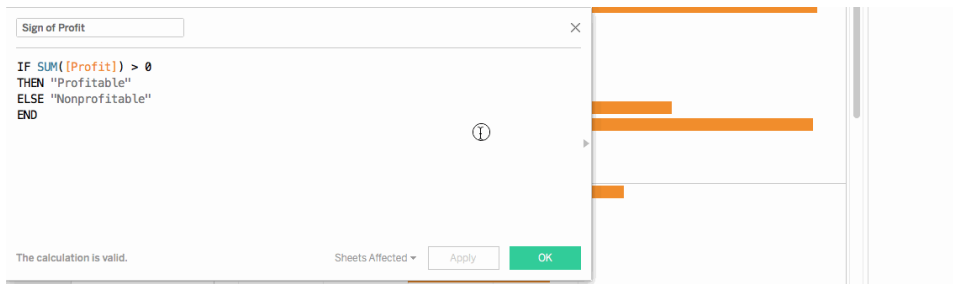 Sign of Profit
IF SUM([Profit]) > 0
THEN "Profitable"
ELSE "Nonprofitable"
END
The calculation is valid.
Sheets Affected
Apply
OK